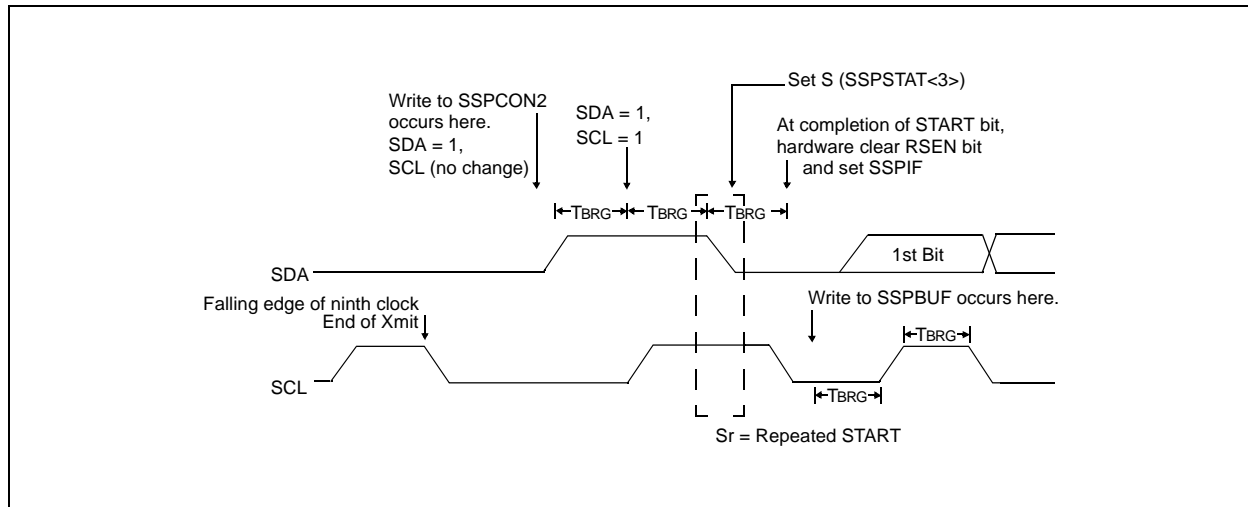 Set S (SSPSTAT<3>)
Write to SSPCON2
occurs here.
SDA = 1,
SCL (no change)
SDA = 1,
SCL = 1
At completion of START bit,
hardware clear RSEN bit
and set SSPIF
TBRG
TBRG
TBRG
SDA
1st Bit
Falling edge of ninth clock
End of Xmit
Write to SSPBUF occurs here.
TBRG
SCL
TBRG
Sr = Repeated START